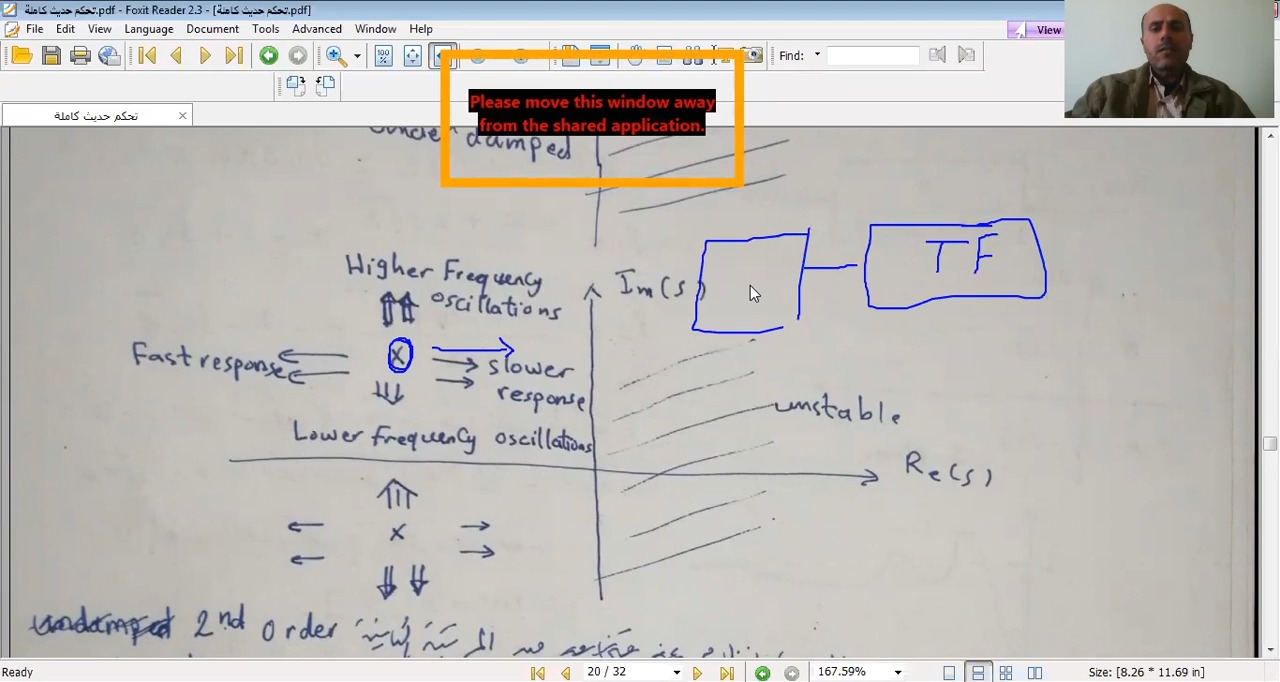 تحكم حديث كاملة.pdf - Foxit Reader 2.3 - [تحكم حديث كاملة.pdf]
File Edit View Language Document Tools Advanced Window Help
View
Find:
Please move this window away
from the shared application.
تحكم حديث كاملة
damped
TF
Higher Frequency
oscillations
Im(s)
Fast response
x
slower
response
unstable
Lower frequency oscillations
Re(s)
x
undamped 2nd order
Ready
20 / 32
167.59%
Size: [8.26 * 11.69 in]